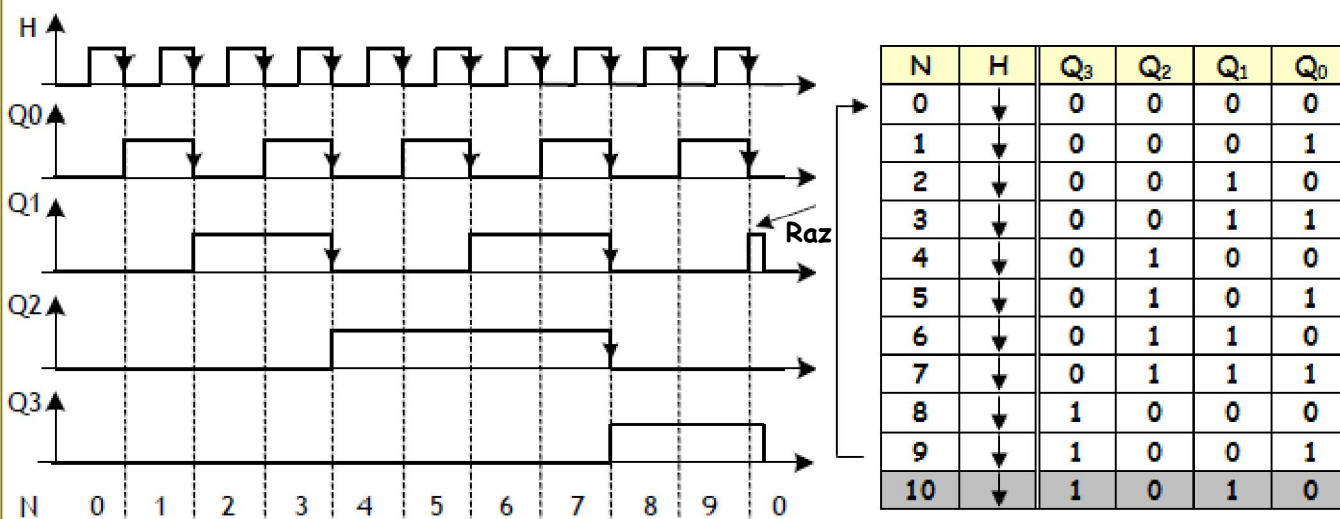 H
Q0
Q1
Raz
Q2
Q3
N 0 1 2 3 4 5 6 7 8 9 0
N H Q3 Q2 Q1 Q0
0 ↓ 0 0 0 0
1 ↓ 0 0 0 1
2 ↓ 0 0 1 0
3 ↓ 0 0 1 1
4 ↓ 0 1 0 0
5 ↓ 0 1 0 1
6 ↓ 0 1 1 0
7 ↓ 0 1 1 1
8 ↓ 1 0 0 0
9 ↓ 1 0 0 1
10 ↓ 1 0 1 0